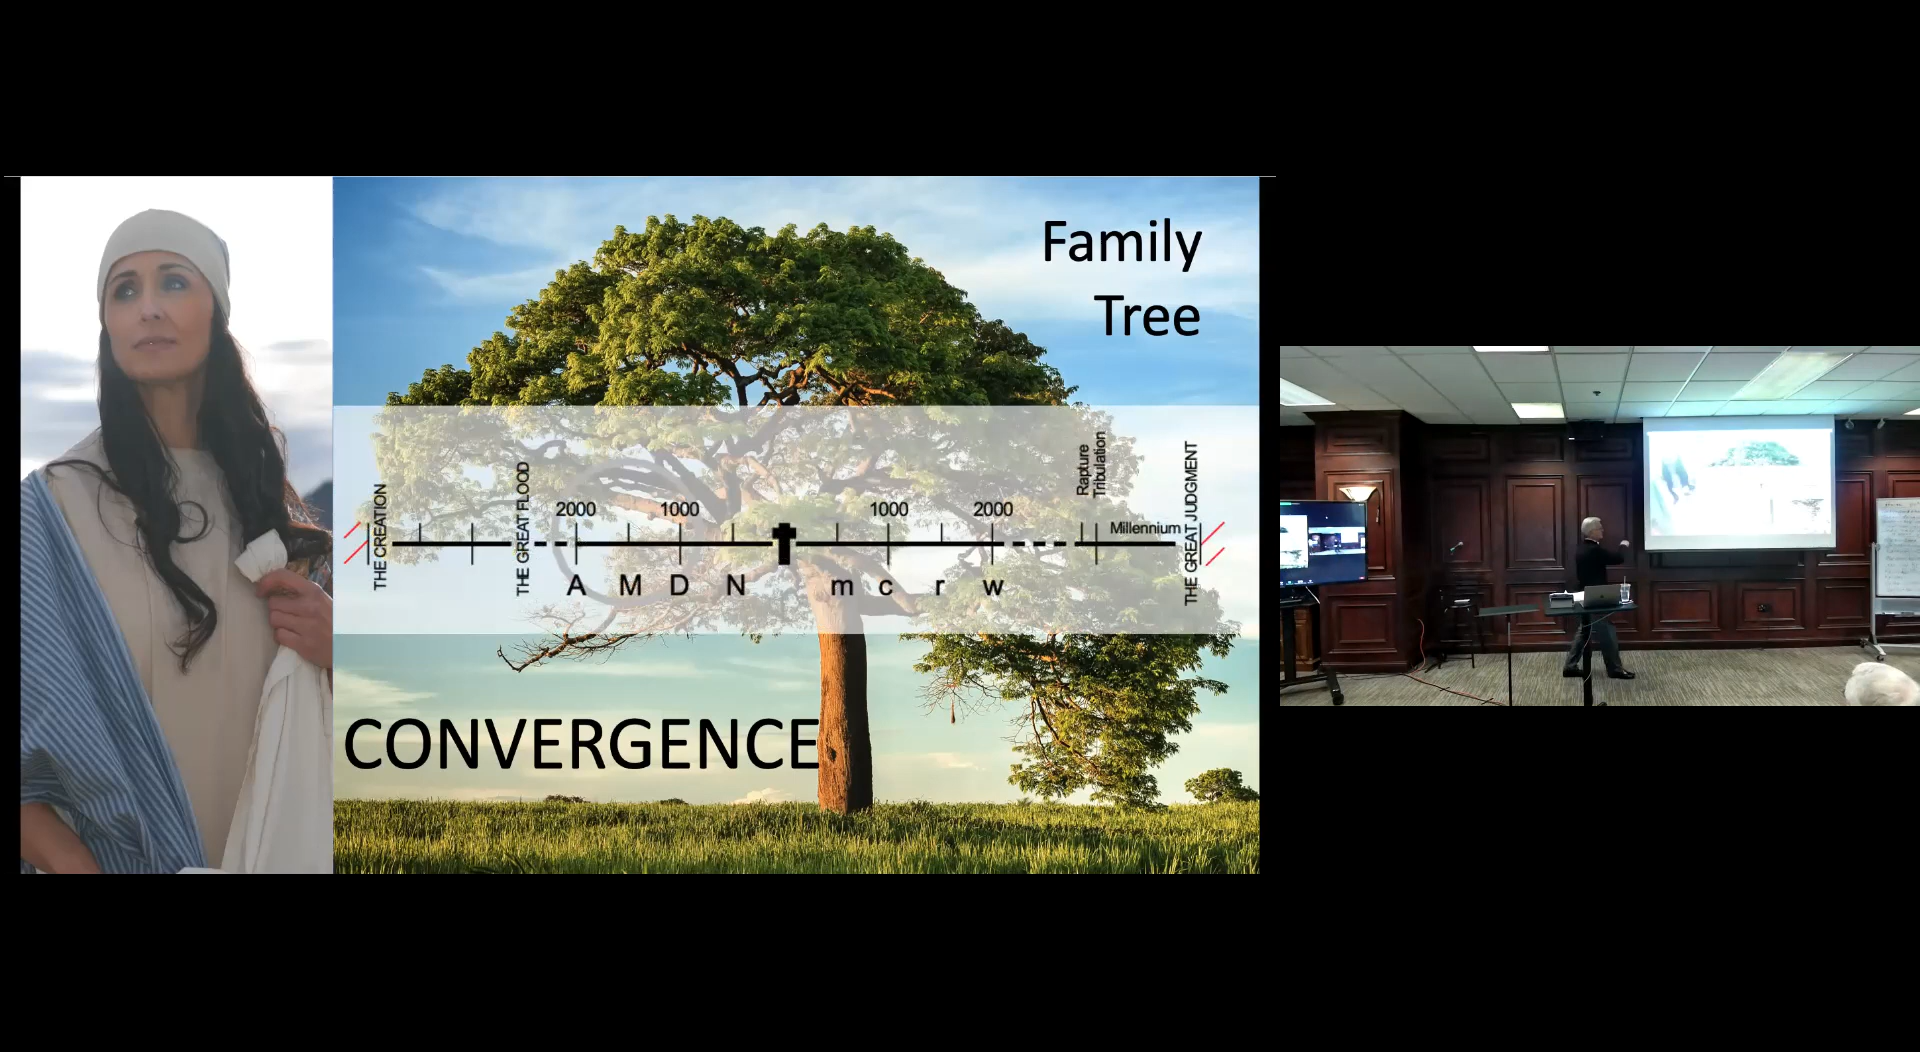 Family
Tree
THE CREATION
THE GREAT FLOOD
2000
1000
1000
2000
Rapture
Tribulation
Millennium
THE GREAT JUDGMENT
A M D N m c r w
CONVERGENCE